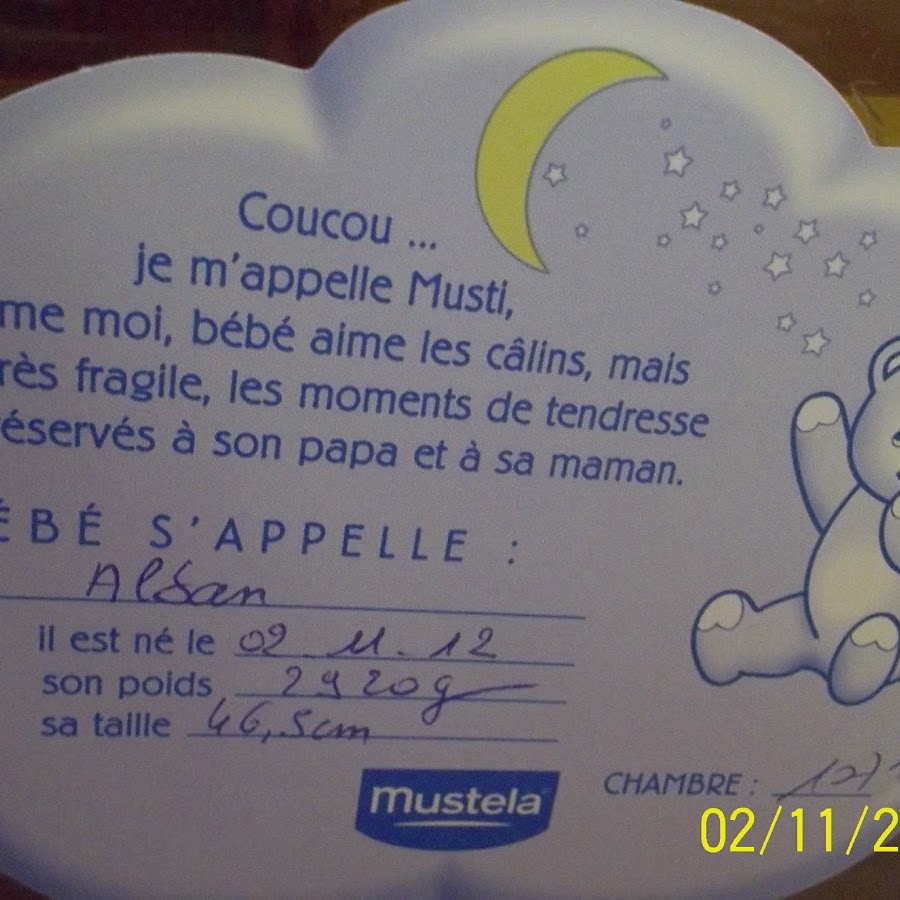 Coucou ...
je m'appelle Musti,
me moi, bébé aime les câlins, mais
rès fragile, les moments de tendresse
éservés à son papa et à sa maman.
ÉBÉ S'APPELLE :
Alsan
il est né le 02 . 11 . 12
son poids 2920g
sa taille 46,5cm
mustela
CHAMBRE :
02/11/2